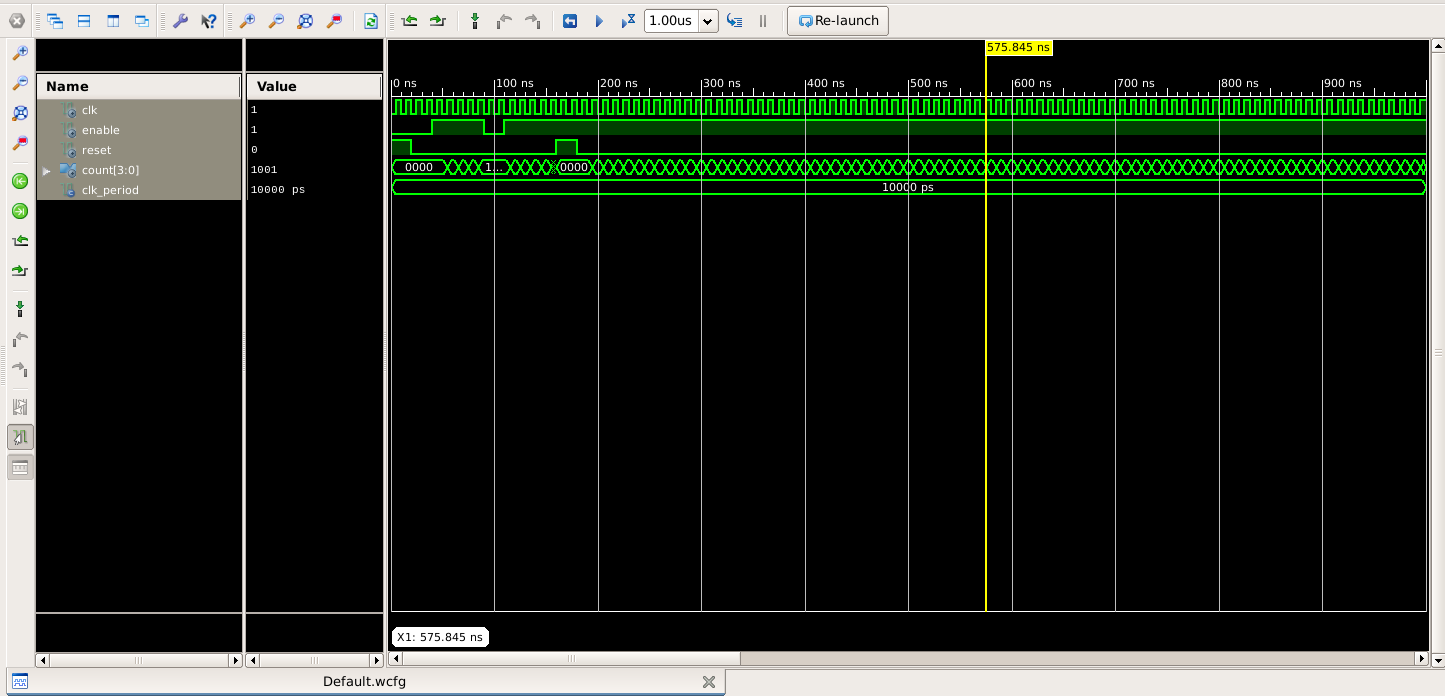 1.00us
Re-launch
575.845 ns
Name
Value
0 ns
100 ns
200 ns
300 ns
400 ns
500 ns
600 ns
700 ns
800 ns
900 ns
clk
1
enable
1
reset
0
count[3:0]
1001
0000
1...
0000
clk_period
10000 ps
10000 ps
X1: 575.845 ns
Default.wcfg